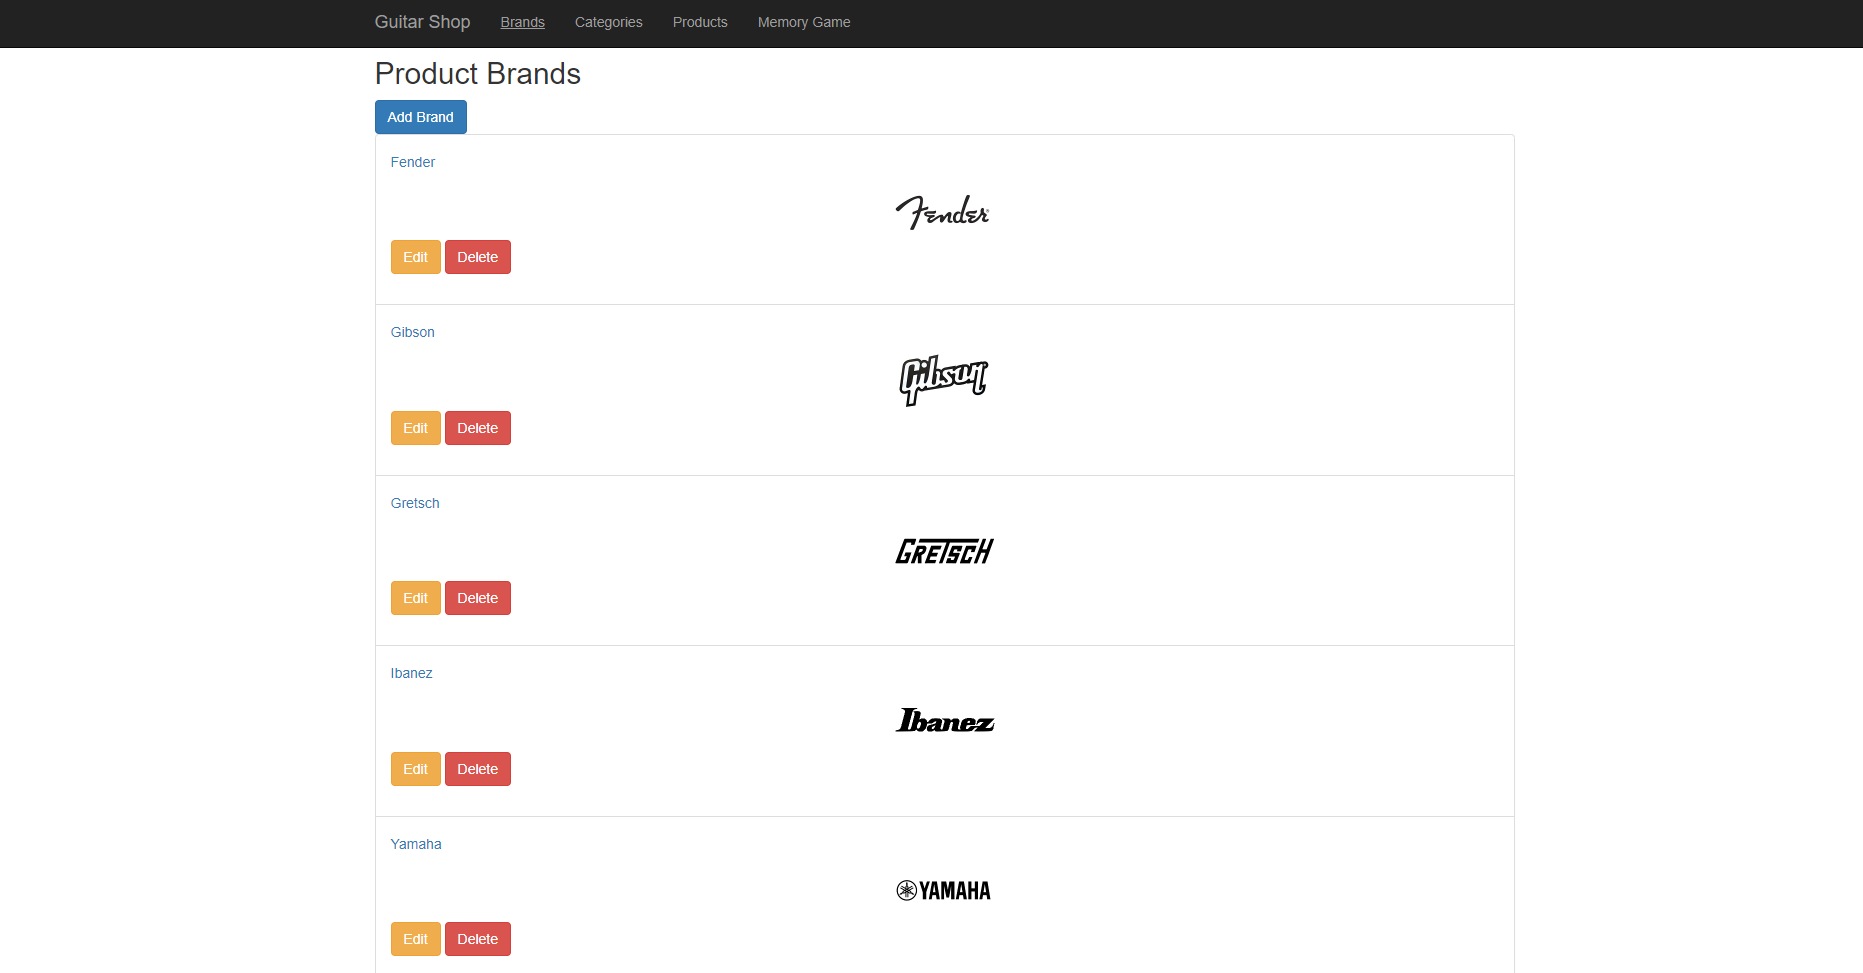 Guitar Shop Brands Categories Products Memory Game
Product Brands
Add Brand
Fender
Fender
Edit Delete
Gibson
Gibson
Edit Delete
Gretsch
GRETSCH
Edit Delete
Ibanez
Ibanez
Edit Delete
Yamaha
YAMAHA
Edit Delete